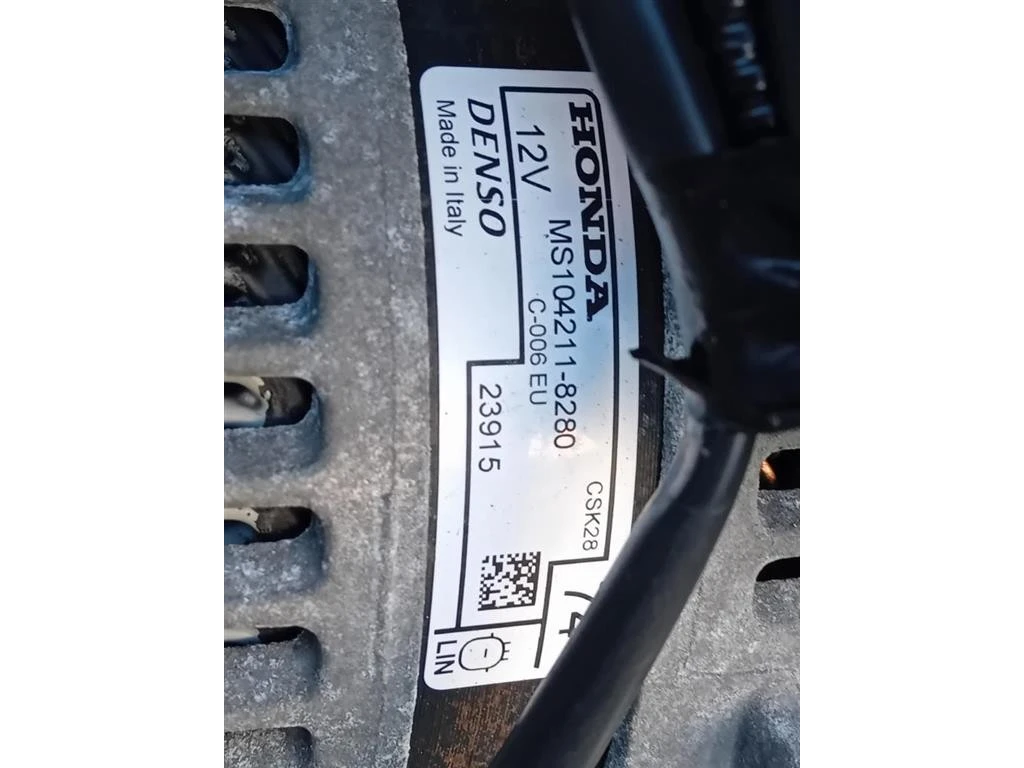 HONDA
12V MS104211-8280
C-006 EU
CSK28
DENSO
Made in Italy
23915
LIN